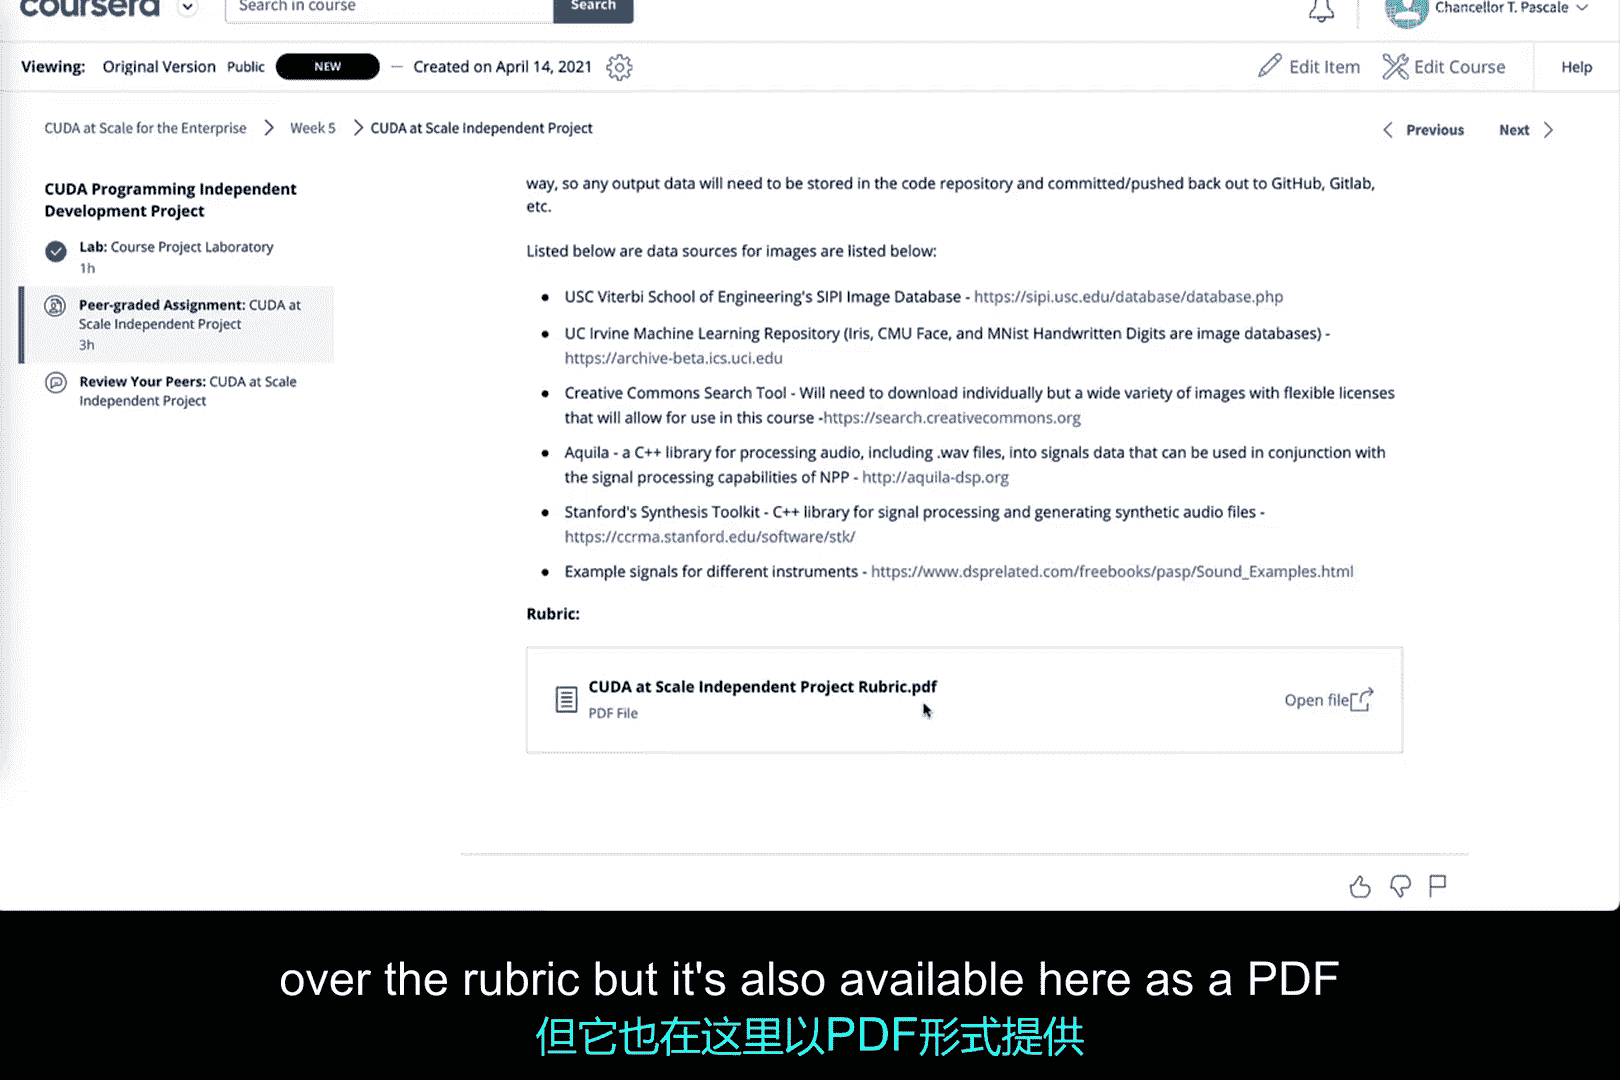 coursera
Search in course
Search
Chancellor T. Pascale
Viewing: Original Version Public NEW — Created on April 14, 2021
Edit Item
Edit Course
Help
CUDA at Scale for the Enterprise > Week 5 > CUDA at Scale Independent Project
Previous
Next
CUDA Programming Independent
Development Project
Lab: Course Project Laboratory
1h
Peer-graded Assignment: CUDA at
Scale Independent Project
3h
Review Your Peers: CUDA at Scale
Independent Project
way, so any output data will need to be stored in the code repository and committed/pushed back out to GitHub, Gitlab,
etc.
Listed below are data sources for images are listed below:
• USC Viterbi School of Engineering's SIPI Image Database - https://sipi.usc.edu/database/database.php
• UC Irvine Machine Learning Repository (Iris, CMU Face, and MNist Handwritten Digits are image databases) -
https://archive-beta.ics.uci.edu
• Creative Commons Search Tool - Will need to download individually but a wide variety of images with flexible licenses
that will allow for use in this course -https://search.creativecommons.org
• Aquila - a C++ library for processing audio, including .wav files, into signals data that can be used in conjunction with
the signal processing capabilities of NPP - http://aquila-dsp.org
• Stanford's Synthesis Toolkit - C++ library for signal processing and generating synthetic audio files -
https://ccrma.stanford.edu/software/stk/
• Example signals for different instruments - https://www.dsprelated.com/freebooks/pasp/Sound_Examples.html
Rubric:
CUDA at Scale Independent Project Rubric.pdf
PDF File
Open file
over the rubric but it's also available here as a PDF
但它也在这里以PDF形式提供